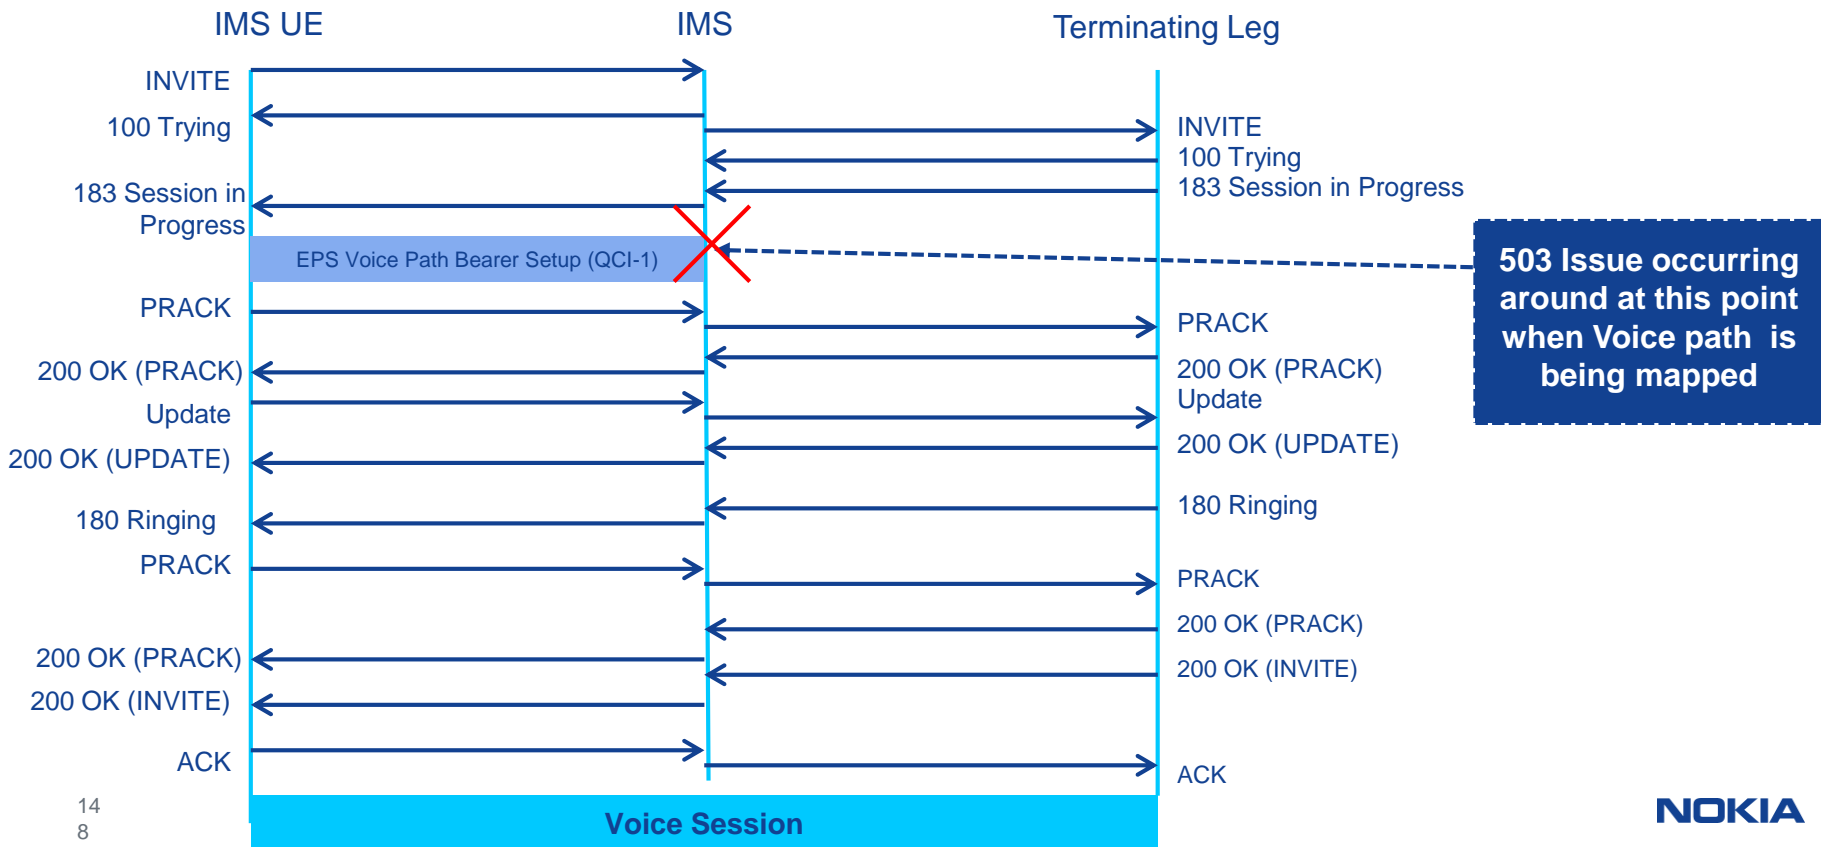 IMS UE
IMS
Terminating Leg
INVITE
100 Trying
INVITE
100 Trying
183 Session in
Progress
183 Session in Progress
EPS Voice Path Bearer Setup (QCI-1)
503 Issue occurring
around at this point
when Voice path is
being mapped
PRACK
PRACK
200 OK (PRACK)
200 OK (PRACK)
Update
Update
200 OK (UPDATE)
200 OK (UPDATE)
180 Ringing
180 Ringing
PRACK
PRACK
200 OK (PRACK)
200 OK (PRACK)
200 OK (INVITE)
200 OK (INVITE)
ACK
ACK
Voice Session
14
8
NOKIA